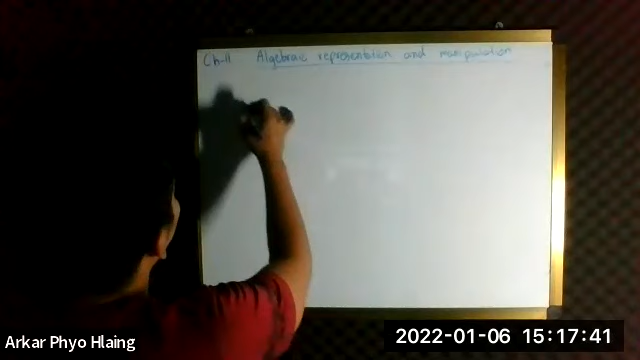 Ch-11 Algebraic representation and manipulation
Arkar Phyo Hlaing
2022-01-06 15:17:41